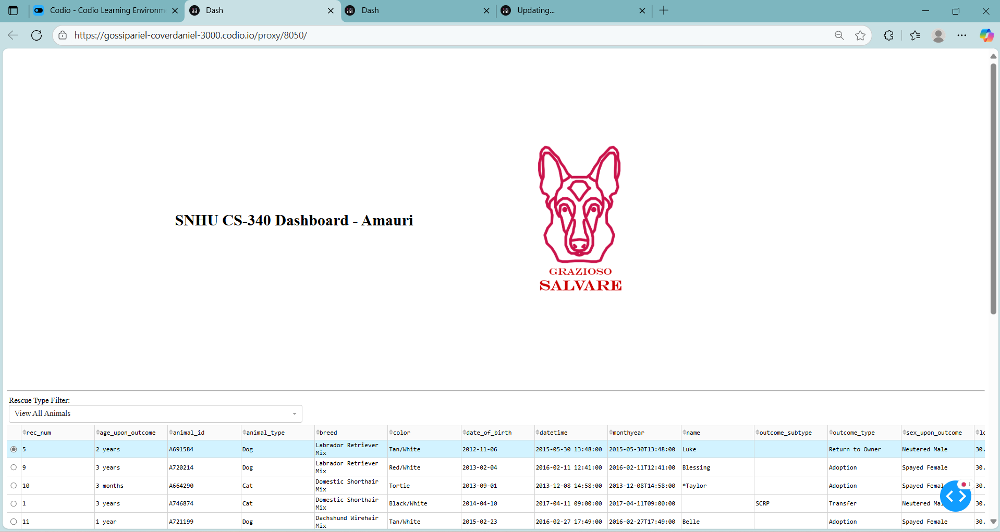 Codio - Codio Learning Environm
Dash
Dash
Updating...
https://gossipariel-coverdaniel-3000.codio.io/proxy/8050/
SNHU CS-340 Dashboard - Amauri
GRAZIOSO
SALVARE
Rescue Type Filter:
View All Animals
rec_num age_upon_outcome animal_id animal_type breed color date_of_birth datetime monthyear name outcome_subtype outcome_type sex_upon_outcome lo
5 2 years A691584 Dog Labrador Retriever Mix Tan/White 2012-11-06 2015-05-30 13:48:00 2015-05-30T13:48:00 Luke Return to Owner Neutered Male 30.
9 3 years A720214 Dog Labrador Retriever Mix Red/White 2013-02-04 2016-02-11 12:41:00 2016-02-11T12:41:00 Blessing Adoption Spayed Female 30.
10 3 months A664290 Cat Domestic Shorthair Mix Tortie 2013-09-01 2013-12-08 14:58:00 2013-12-08T14:58:00 *Taylor Adoption Spayed Fema 1 30.
1 3 years A746874 Cat Domestic Shorthair Mix Black/White 2014-04-10 2017-04-11 09:00:00 2017-04-11T09:00:00 SCRP Transfer Neutered Ma 30.
11 1 year A721199 Dog Dachshund Wirehair Mix Tan/White 2015-02-23 2016-02-27 17:49:00 2016-02-27T17:49:00 Belle Adoption Spayed Female 30.